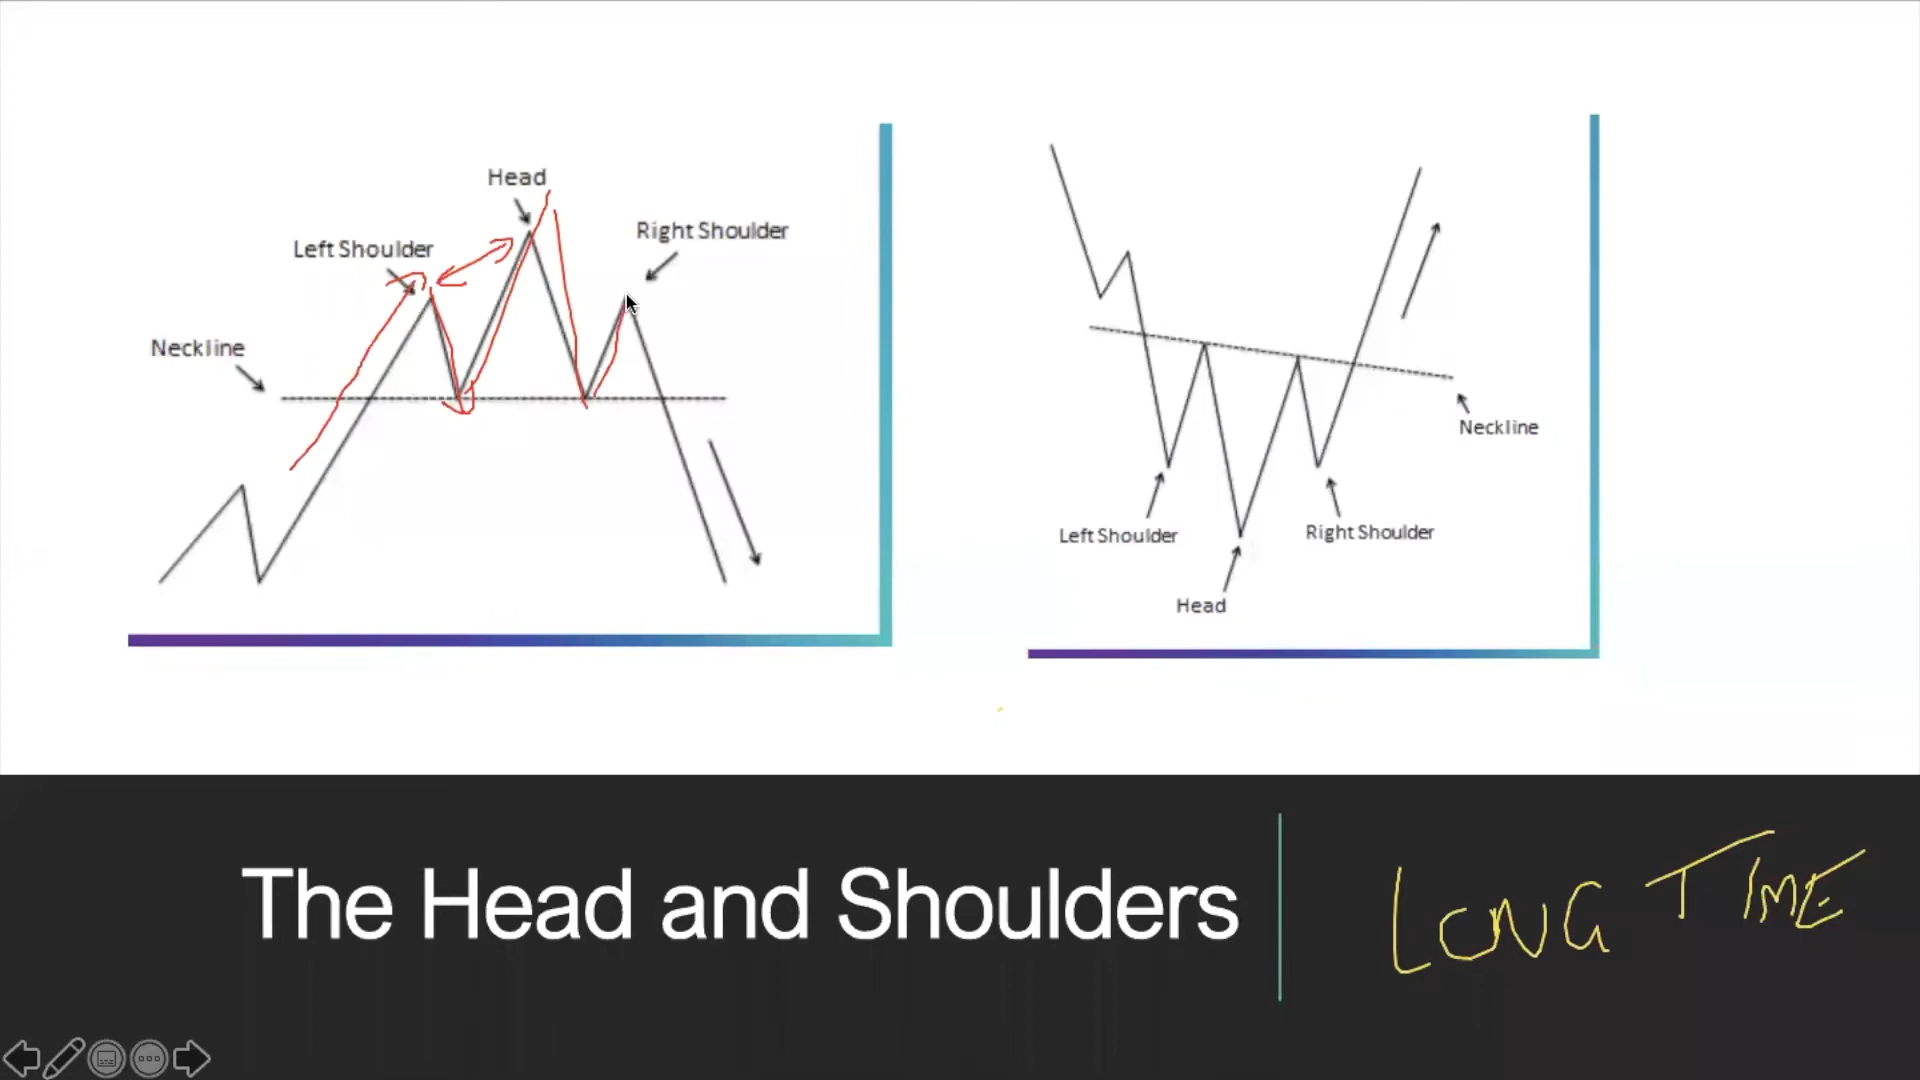 Head
Left Shoulder
Right Shoulder
Neckline
Neckline
Left Shoulder
Right Shoulder
Head
The Head and Shoulders
LONG TIME